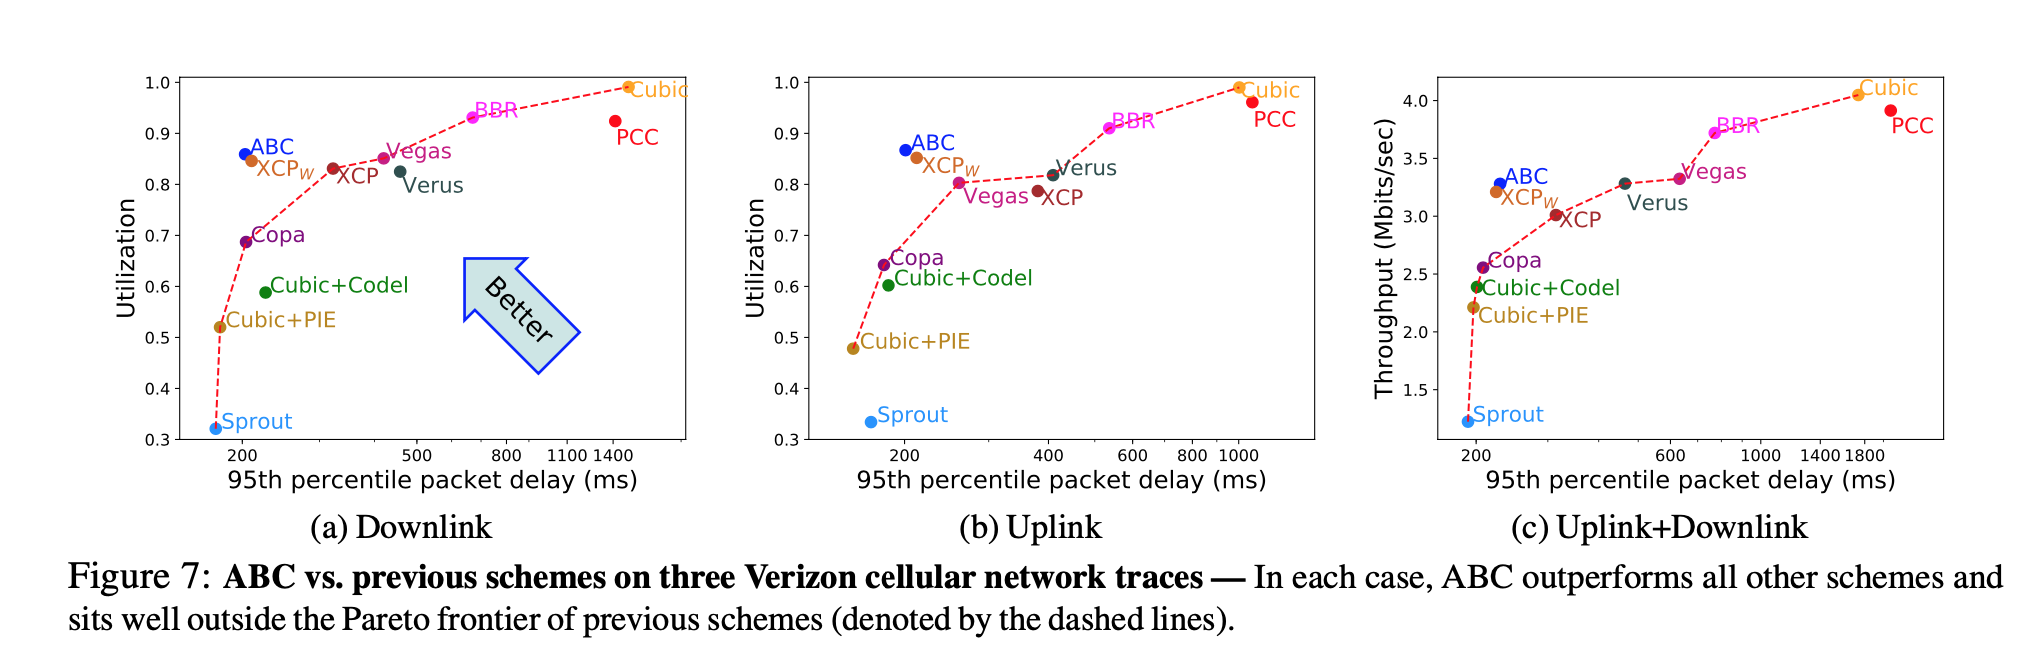 1.0
0.9
0.8
0.7
0.6
0.5
0.4
0.3
Utilization
Cubic
BBR
PCC
ABC
XCPW
Vegas
XCP
Verus
Copa
Cubic+Codel
Cubic+PIE
Sprout
Better
200 500 800 1100 1400
95th percentile packet delay (ms)
(a) Downlink
1.0
0.9
0.8
0.7
0.6
0.5
0.4
0.3
Utilization
Cubic
PCC
BBR
ABC
XCPW
Verus
Vegas
XCP
Copa
Cubic+Codel
Cubic+PIE
Sprout
200 400 600 800 1000
95th percentile packet delay (ms)
(b) Uplink
4.0
3.5
3.0
2.5
2.0
1.5
Throughput (Mbits/sec)
Cubic
PCC
BBR
ABC
Vegas
XCPW
Verus
XCP
Copa
Cubic+Codel
Cubic+PIE
Sprout
200 600 1000 1400 1800
95th percentile packet delay (ms)
(c) Uplink+Downlink
Figure 7: ABC vs. previous schemes on three Verizon cellular network traces — In each case, ABC outperforms all other schemes and
sits well outside the Pareto frontier of previous schemes (denoted by the dashed lines).